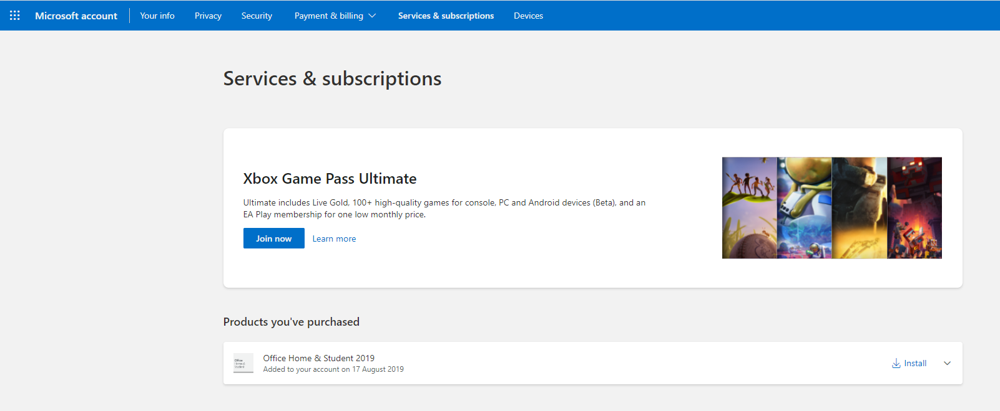 Microsoft account
Your info
Privacy
Security
Payment & billing
Services & subscriptions
Devices
Services & subscriptions
Xbox Game Pass Ultimate
Ultimate includes Live Gold, 100+ high-quality games for console, PC and Android devices (Beta), and an
EA Play membership for one low monthly price.
Join now
Learn more
Products you've purchased
Office
Home &
Student
Office Home & Student 2019
Added to your account on 17 August 2019
Install